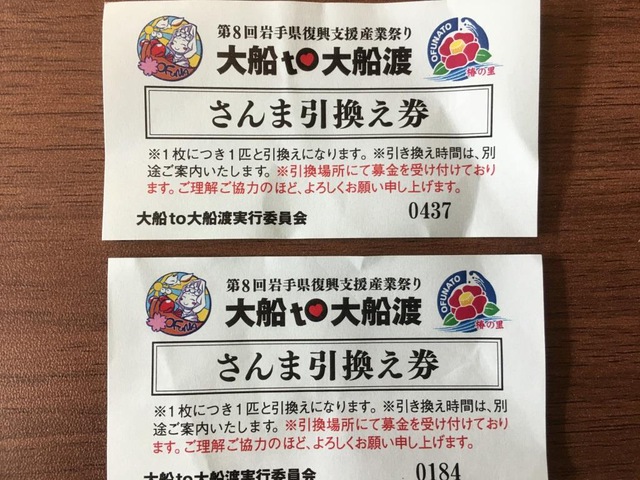 第8回岩手県復興支援産業祭り
大船to大船渡
OFUNA
OFUNATO
椿の里
さんま引換え券
※1枚につき1匹と引換えになります。※引き換え時間は、別
途ご案内いたします。※引換場所にて募金を受け付けており
ます。ご理解ご協力のほど、よろしくお願い申し上げます。
大船to大船渡実行委員会 0437
第8回岩手県復興支援産業祭り
大船to大船渡
OFUNA
OFUNATO
椿の里
さんま引換え券
※1枚につき1匹と引換えになります。※引き換え時間は、別
途ご案内いたします。※引換場所にて募金を受け付けており
ます。ご理解ご協力のほど、よろしくお願い申し上げます。
大船to大船渡実行委員会 0184